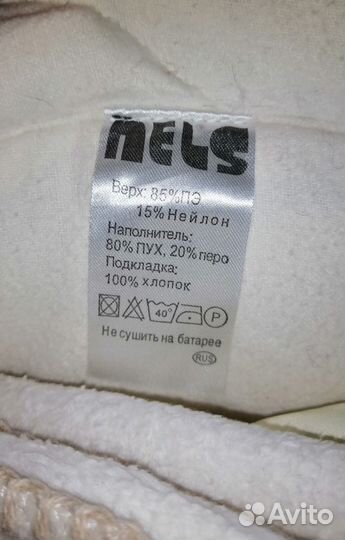 NELS
Верх: 85%ПЭ
15% Нейлон
Наполнитель:
80% ПУХ, 20% перо
Подкладка:
100% хлопок
40° P
Не сушить на батарее
RUS
Avito